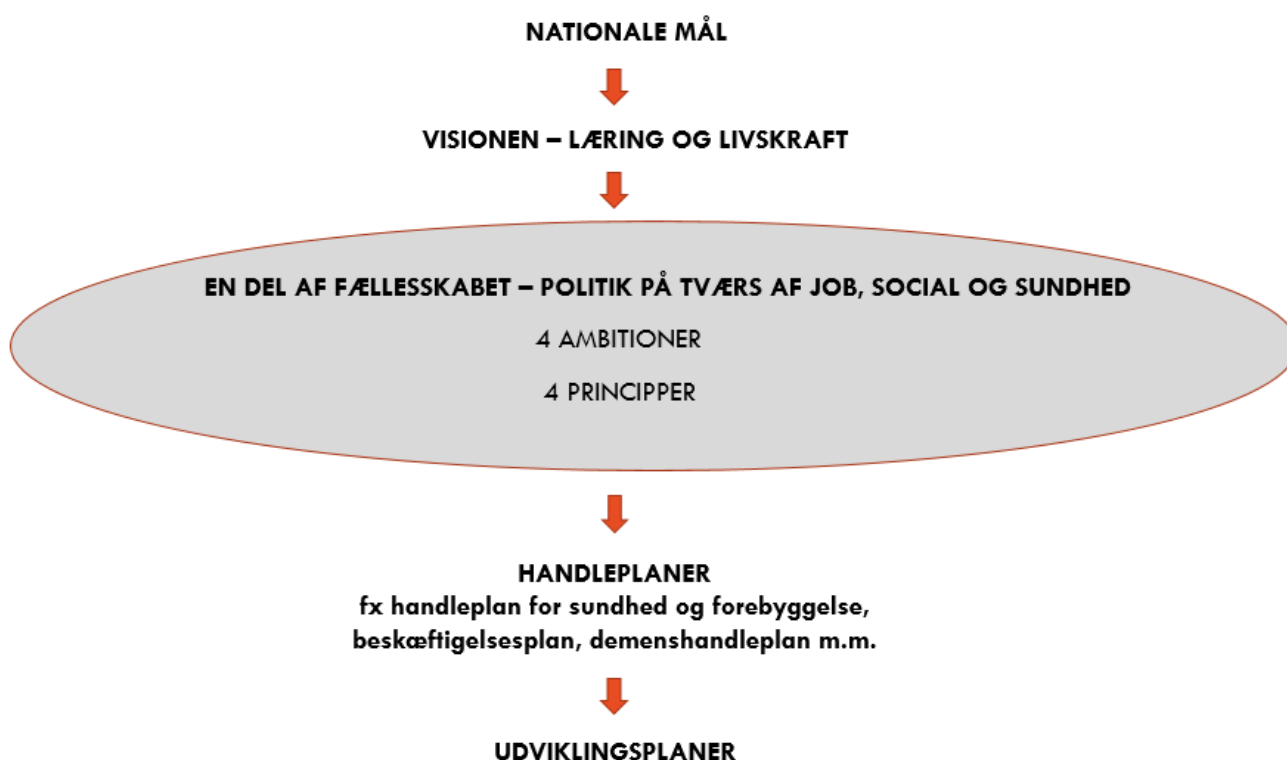 NATIONALE MÅL
VISIONEN – LÆRING OG LIVSKRAFT
EN DEL AF FÆLLESSKABET – POLITIK PÅ TVÆRS AF JOB, SOCIAL OG SUNDHED
4 AMBITIONER
4 PRINCIPPER
HANDLEPLANER
fx handleplan for sundhed og forebyggelse,
beskæftigelsesplan, demenshandleplan m.m.
UDVIKLINGSPLANER